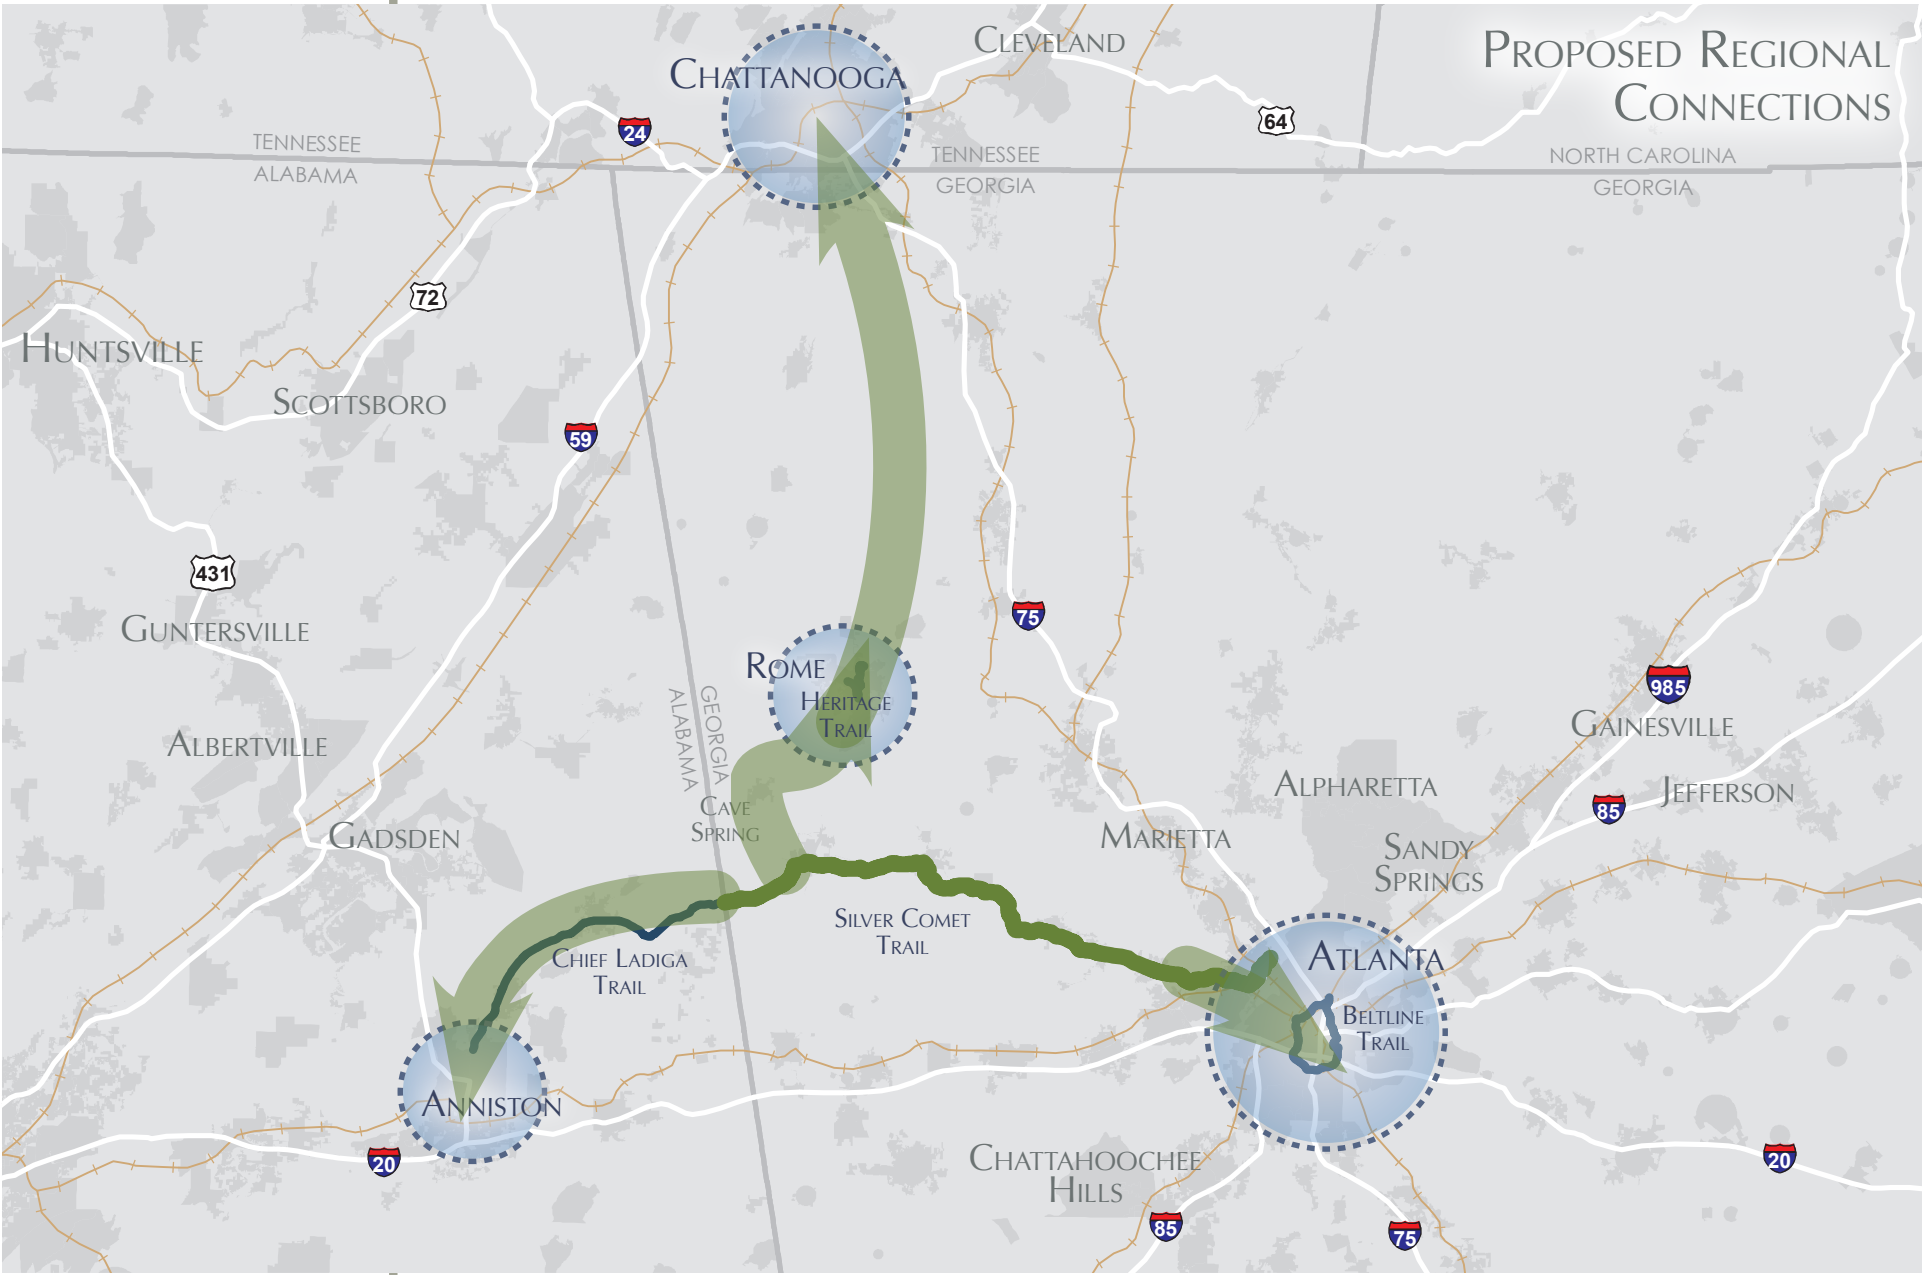 PROPOSED REGIONAL
CONNECTIONS
CLEVELAND
CHATTANOOGA
64
24
TENNESSEE
ALABAMA
TENNESSEE
GEORGIA
NORTH CAROLINA
GEORGIA
72
HUNTSVILLE
SCOTTSBORO
59
431
75
GUNTERSVILLE
ROME
HERITAGE
TRAIL
GEORGIA
ALABAMA
985
GAINESVILLE
ALBERTVILLE
ALPHARETTA
JEFFERSON
85
CAVE
SPRING
GADSDEN
MARIETTA
SANDY
SPRINGS
SILVER COMET
TRAIL
CHIEF LADIGA
TRAIL
ATLANTA
BELTLINE
TRAIL
ANNISTON
20
CHATTAHOOCHEE
HILLS
20
85
75